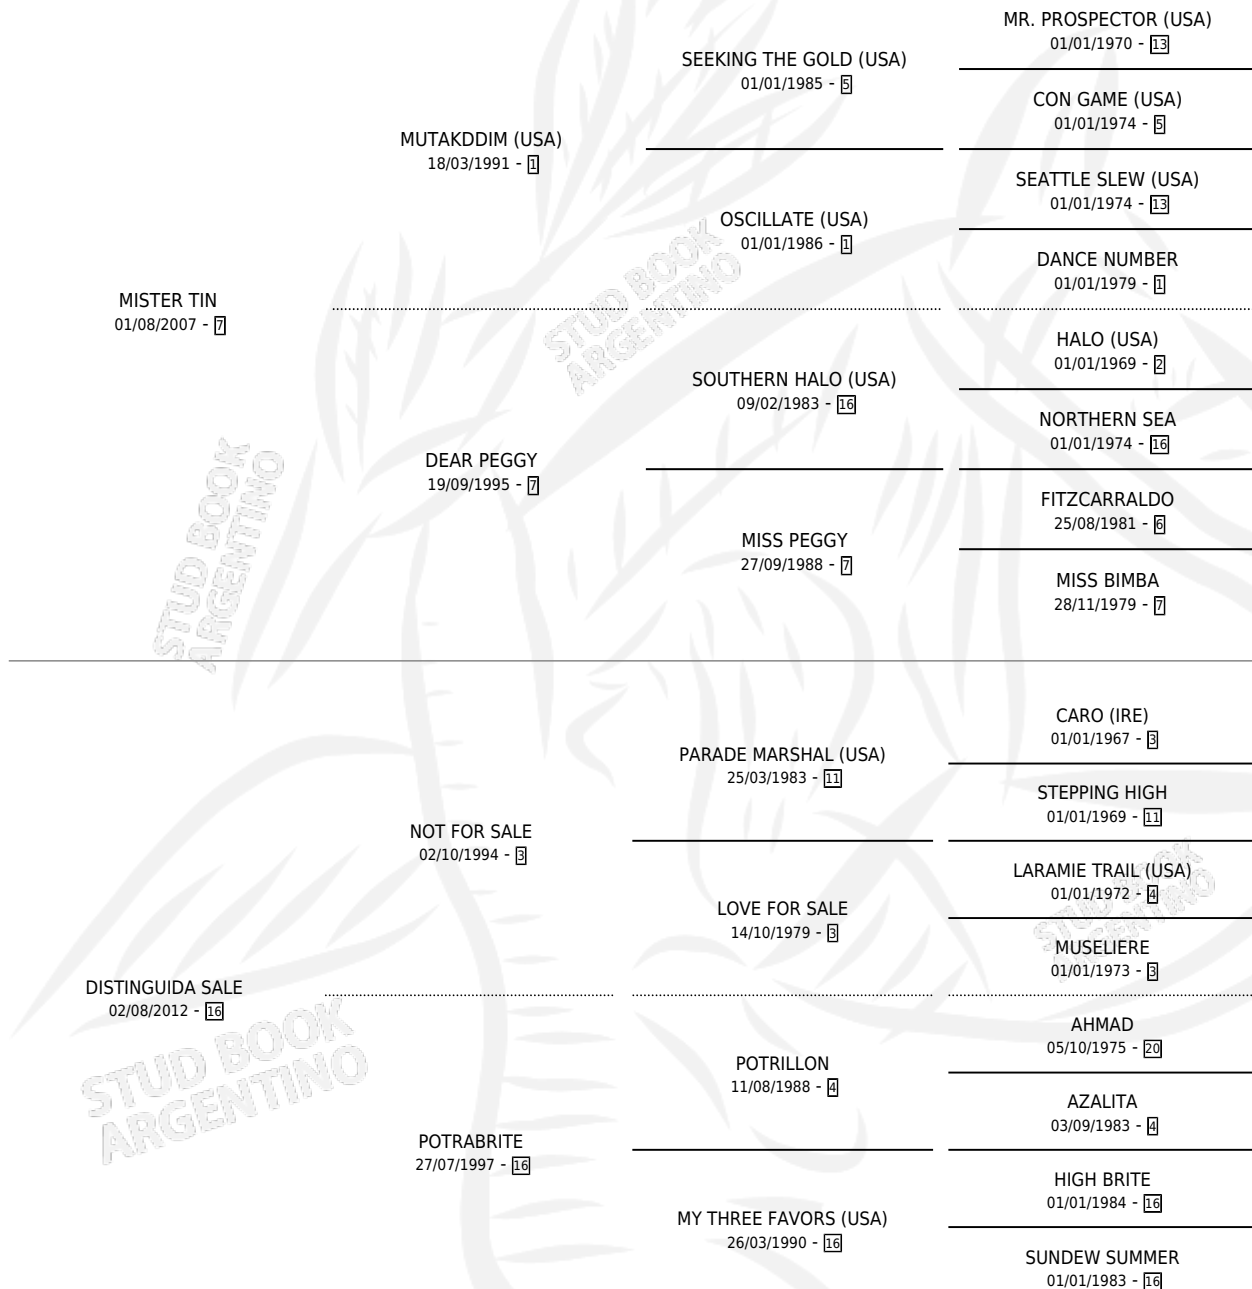 MR. PROSPECTOR (USA)
01/01/1970 - 13
SEEKING THE GOLD (USA)
01/01/1985 - 5
CON GAME (USA)
01/01/1974 - 5
MUTAKDDIM (USA)
18/03/1991 - 1
SEATTLE SLEW (USA)
01/01/1974 - 13
OSCILLATE (USA)
01/01/1986 - 1
DANCE NUMBER
01/01/1979 - 1
MISTER TIN
01/08/2007 - 7
HALO (USA)
01/01/1969 - 2
SOUTHERN HALO (USA)
09/02/1983 - 16
NORTHERN SEA
01/01/1974 - 16
DEAR PEGGY
19/09/1995 - 7
FITZCARRALDO
25/08/1981 - 6
MISS PEGGY
27/09/1988 - 7
MISS BIMBA
28/11/1979 - 7
CARO (IRE)
01/01/1967 - 3
PARADE MARSHAL (USA)
25/03/1983 - 11
STEPPING HIGH
01/01/1969 - 11
NOT FOR SALE
02/10/1994 - 3
LARAMIE TRAIL (USA)
01/01/1972 - 4
LOVE FOR SALE
14/10/1979 - 3
MUSELIERE
01/01/1973 - 3
DISTINGUIDA SALE
02/08/2012 - 16
AHMAD
05/10/1975 - 20
POTRILLON
11/08/1988 - 4
AZALITA
03/09/1983 - 4
POTRABRITE
27/07/1997 - 16
HIGH BRITE
01/01/1984 - 16
MY THREE FAVORS (USA)
26/03/1990 - 16
SUNDEW SUMMER
01/01/1983 - 16
STUD BOOK
ARGENTINO
STUD BOOK
ARGENTINO
STUD BOOK
ARGENTINO
STUD BOOK
ARGENTINO